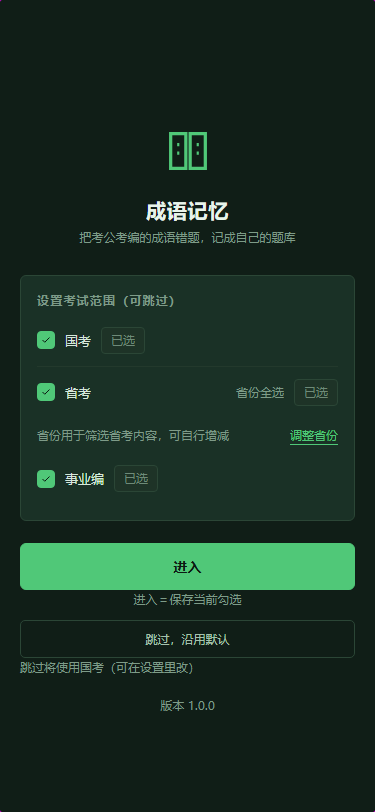 成语记忆
把考公考编的成语错题，记成自己的题库
设置考试范围（可跳过）
国考 已选
省考 省份全选 已选
省份用于筛选省考内容，可自行增减 调整省份
事业编 已选
进入
进入 = 保存当前勾选
跳过，沿用默认
跳过将使用国考（可在设置里改）
版本 1.0.0